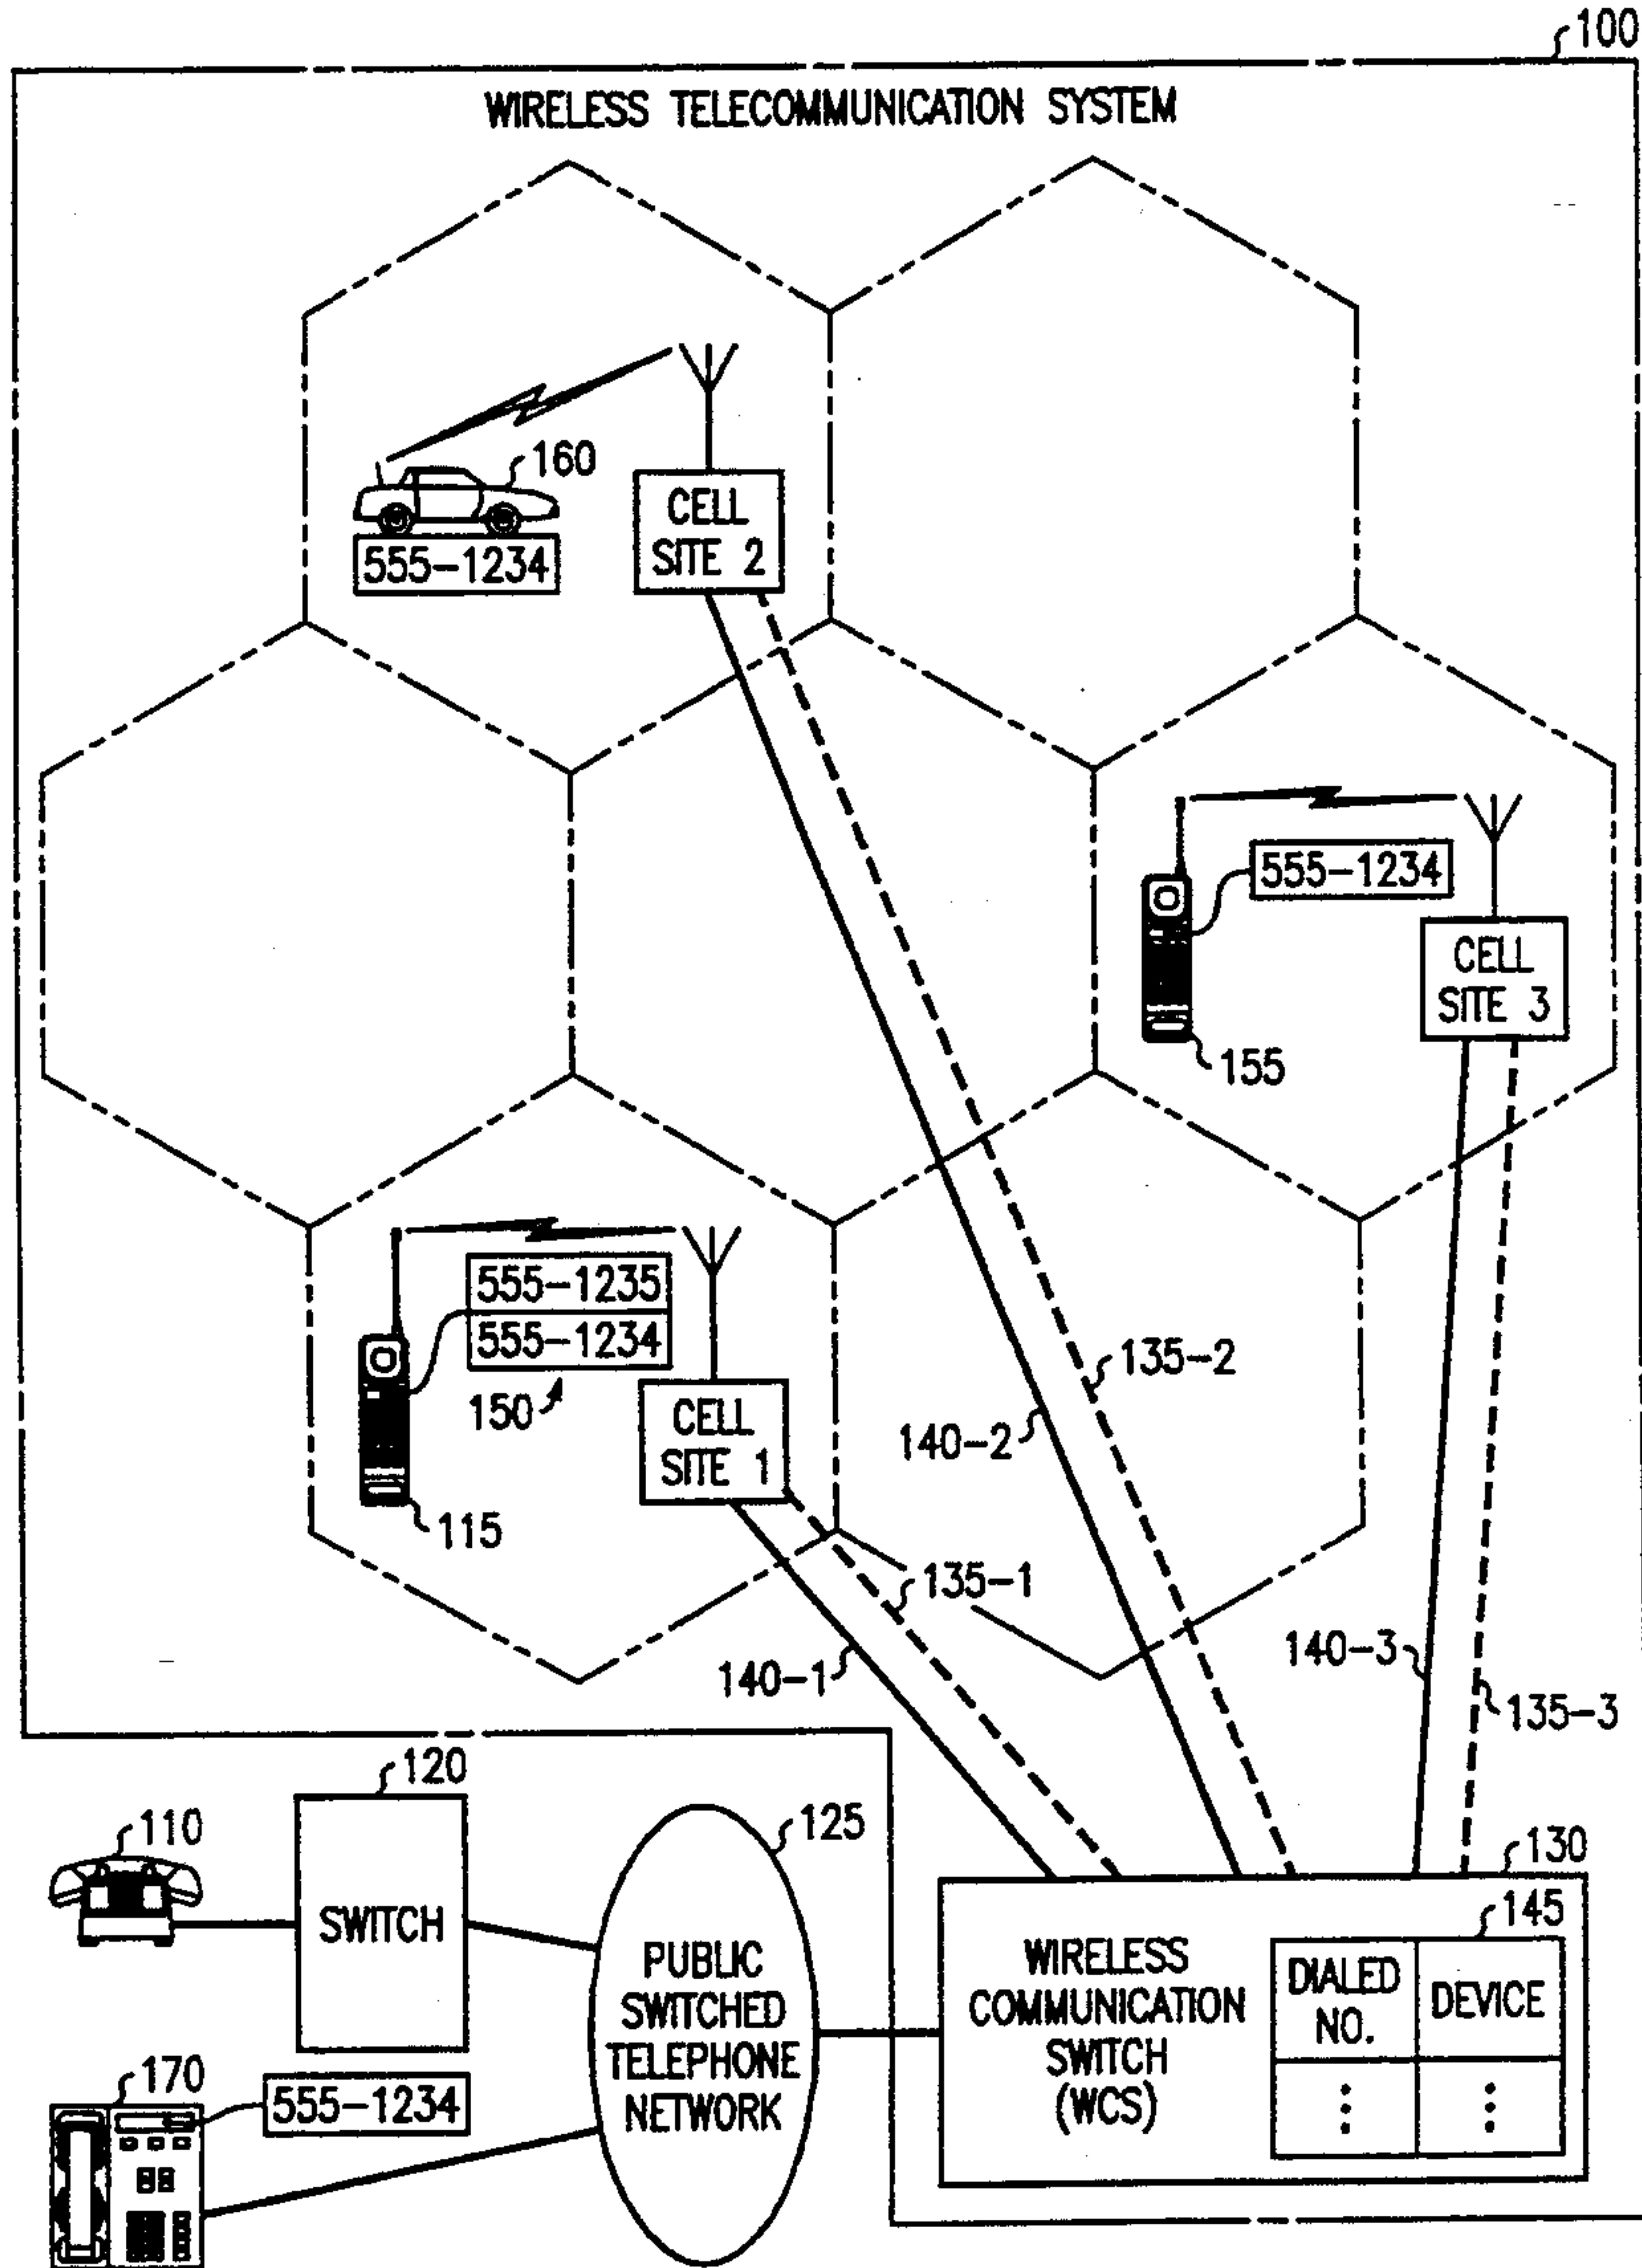 100
WIRELESS TELECOMMUNICATION SYSTEM
160
555-1234
CELL
SITE 2
555-1234
CELL
SITE 3
155
555-1235
555-1234
150
CELL
SITE 1
115
135-2
140-2
135-1
140-1
140-3
135-3
120
110
SWITCH
125
PUBLIC
SWITCHED
TELEPHONE
NETWORK
130
WIRELESS
COMMUNICATION
SWITCH
(WCS)
145
DIALED
NO.
DEVICE
170
555-1234